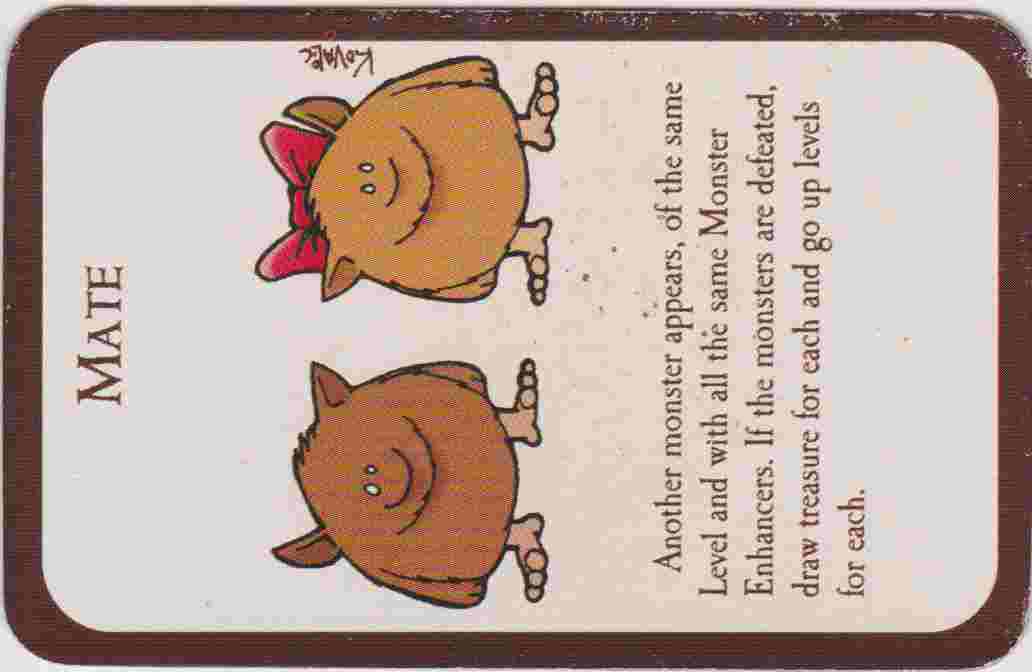 MATE
KOVALIC
Another monster appears, of the same
Level and with all the same Monster
Enhancers. If the monsters are defeated,
draw treasure for each and go up levels
for each.